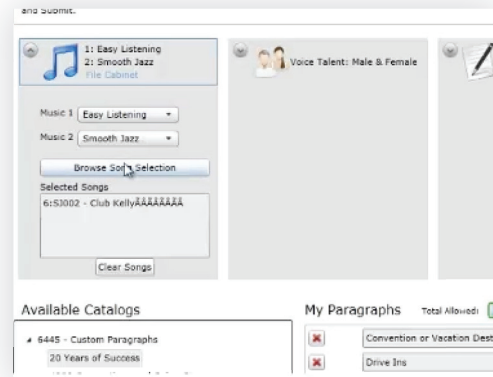 and Submit.
1: Easy Listening
2: Smooth Jazz
File Cabinet
Voice Talent: Male & Female
Music 1 Easy Listening
Music 2 Smooth Jazz
Browse Song Selection
Selected Songs
6:SJ002 - Club KellyÂÂÂÂÂÂÂÂ
Clear Songs
Available Catalogs
6445 - Custom Paragraphs
20 Years of Success
My Paragraphs Total Allowed:
Convention or Vacation Dest
Drive Ins